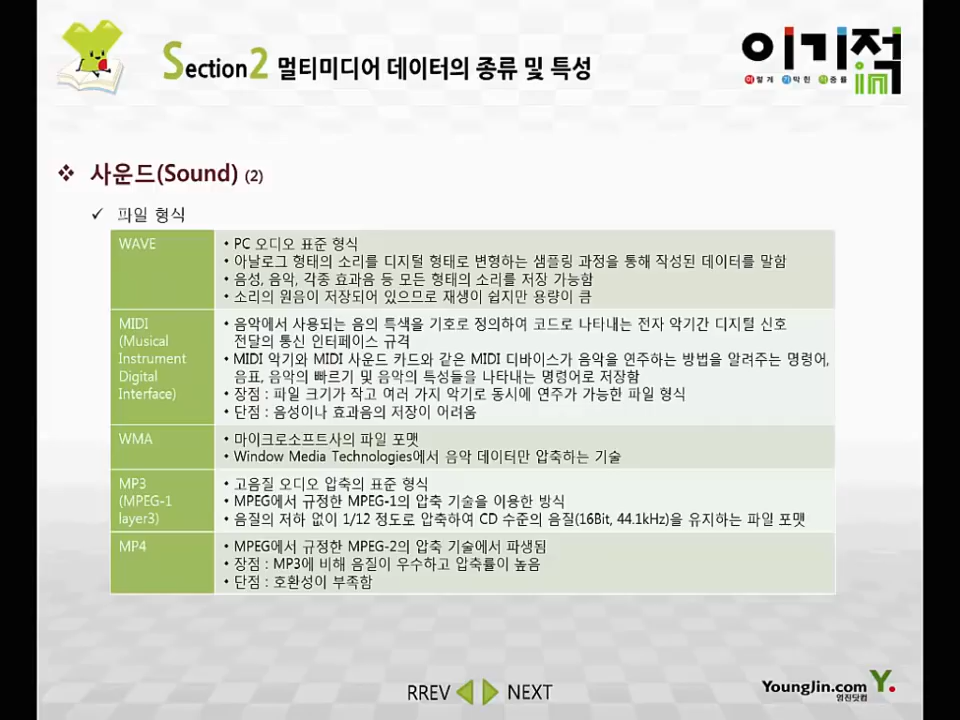 Section2 멀티미디어 데이터의 종류 및 특성
이기적in
이렇게 기막힌 적중률
❖ 사운드(Sound) (2)
✓ 파일 형식
WAVE
• PC 오디오 표준 형식
• 아날로그 형태의 소리를 디지털 형태로 변형하는 샘플링 과정을 통해 작성된 데이터를 말함
• 음성, 음악, 각종 효과음 등 모든 형태의 소리를 저장 가능함
• 소리의 원음이 저장되어 있으므로 재생이 쉽지만 용량이 큼
MIDI
(Musical
Instrument
Digital
Interface)
• 음악에서 사용되는 음의 특색을 기호로 정의하여 코드로 나타내는 전자 악기간 디지털 신호
전달의 통신 인티페이스 규격
• MIDI 악기와 MIDI 사운드 카드와 같은 MIDI 디바이스가 음악을 연주하는 방법을 알려주는 명령어,
음표, 음악의 빠르기 및 음악의 특성들을 나타내는 명령어로 저장함
• 장점 : 파일 크기가 작고 여러 가지 악기로 동시에 연주가 가능한 파일 형식
• 단점 : 음성이나 효과음의 저장이 어려움
WMA
• 마이크로소프트사의 파일 포맷
• Window Media Technologies에서 음악 데이터만 압축하는 기술
MP3
(MPEG-1
layer3)
• 고음질 오디오 압축의 표준 형식
• MPEG에서 규정한 MPEG-1의 압축 기술을 이용한 방식
• 음질의 저하 없이 1/12 정도로 압축하여 CD 수준의 음질(16Bit, 44.1kHz)을 유지하는 파일 포맷
MP4
• MPEG에서 규정한 MPEG-2의 압축 기술에서 파생됨
• 장점 : MP3에 비해 음질이 우수하고 압축률이 높음
• 단점 : 호환성이 부족함
RREV NEXT
YoungJin.com Y.
영진닷컴